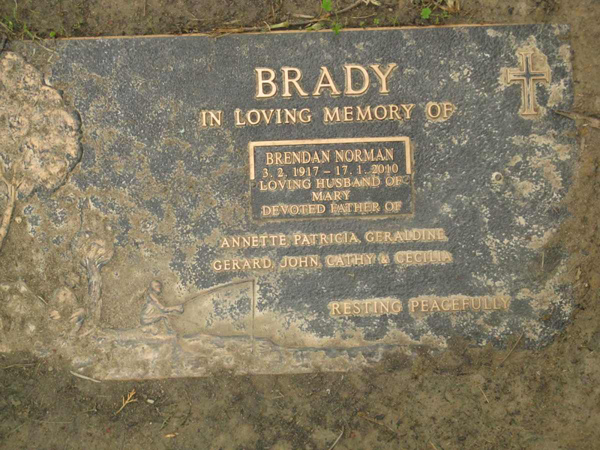 BRADY
IN LOVING MEMORY OF
BRENDAN NORMAN
3. 2. 1917 - 17. 1. 2010
LOVING HUSBAND OF
MARY
DEVOTED FATHER OF
ANNETTE, PATRICIA, GERALDINE,
GERARD, JOHN, CATHY & CECILIA
RESTING PEACEFULLY